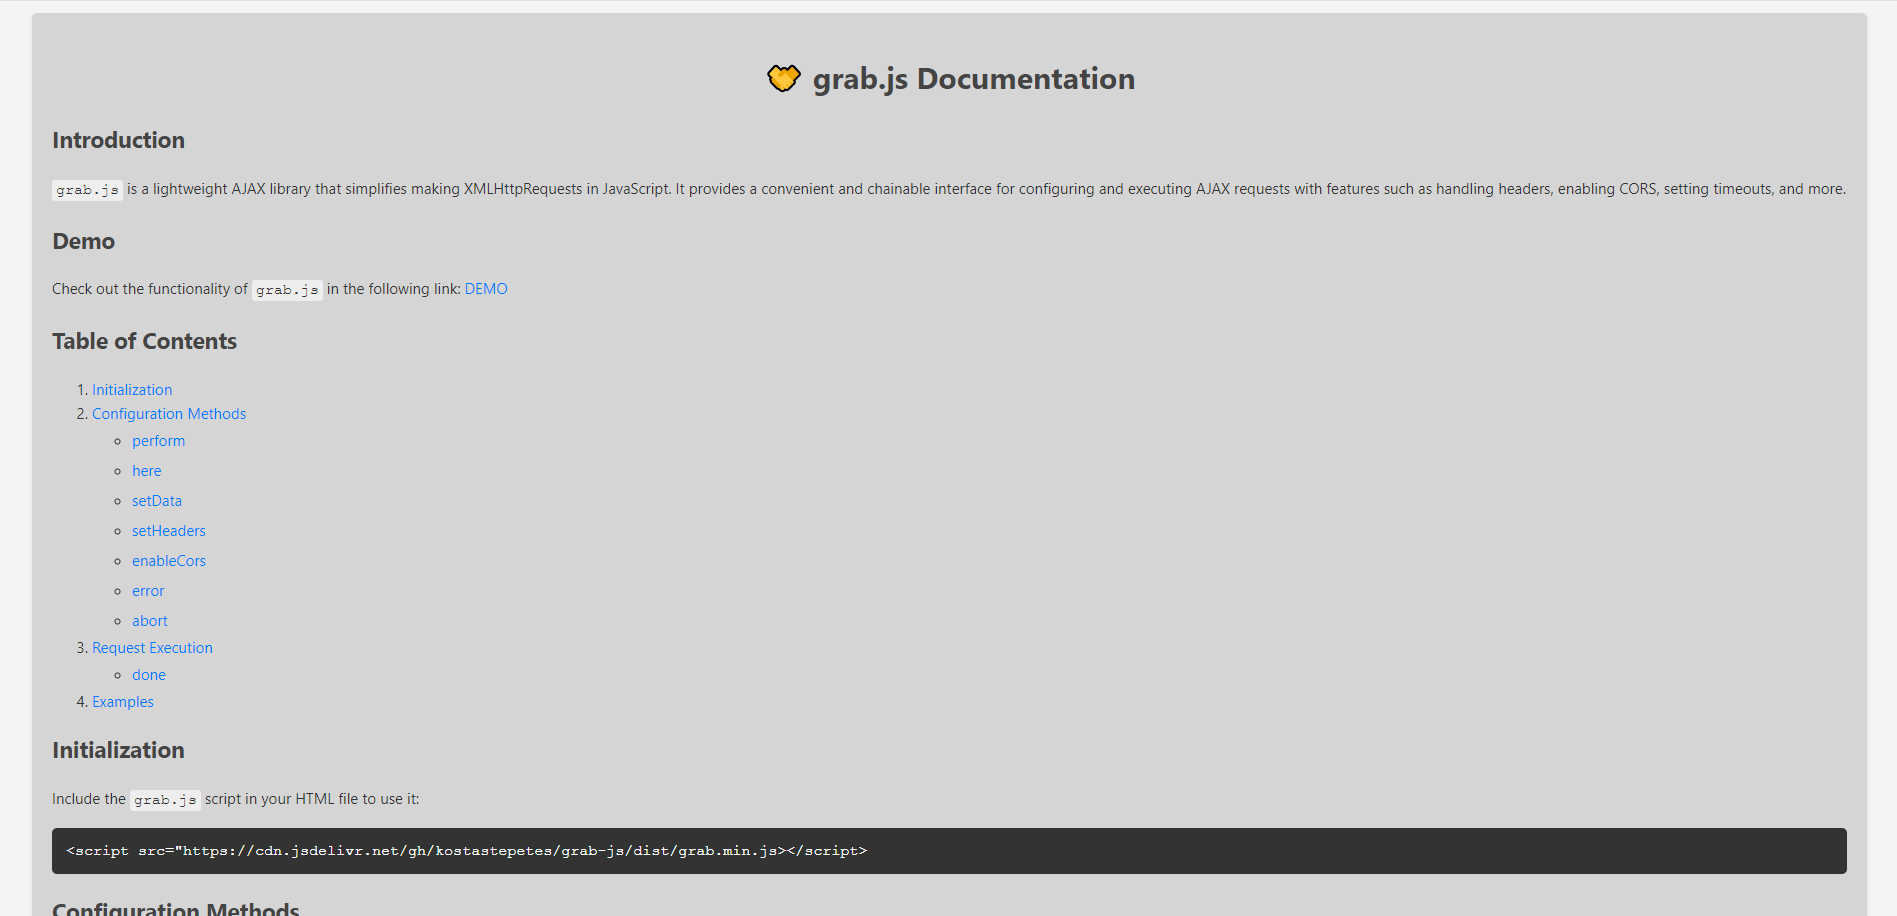 grab.js Documentation
Introduction
grab.js is a lightweight AJAX library that simplifies making XMLHttpRequests in JavaScript. It provides a convenient and chainable interface for configuring and executing AJAX requests with features such as handling headers, enabling CORS, setting timeouts, and more.
Demo
Check out the functionality of grab.js in the following link: DEMO
Table of Contents
1. Initialization
2. Configuration Methods
perform
here
setData
setHeaders
enableCors
error
abort
3. Request Execution
done
4. Examples
Initialization
Include the grab.js script in your HTML file to use it:
<script src="https://cdn.jsdelivr.net/gh/kostastepetes/grab-js/dist/grab.min.js></script>
Configuration Methods